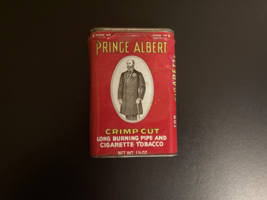 PRINCE ALBERT
CRIMP CUT
LONG BURNING PIPE AND
CIGARETTE TOBACCO